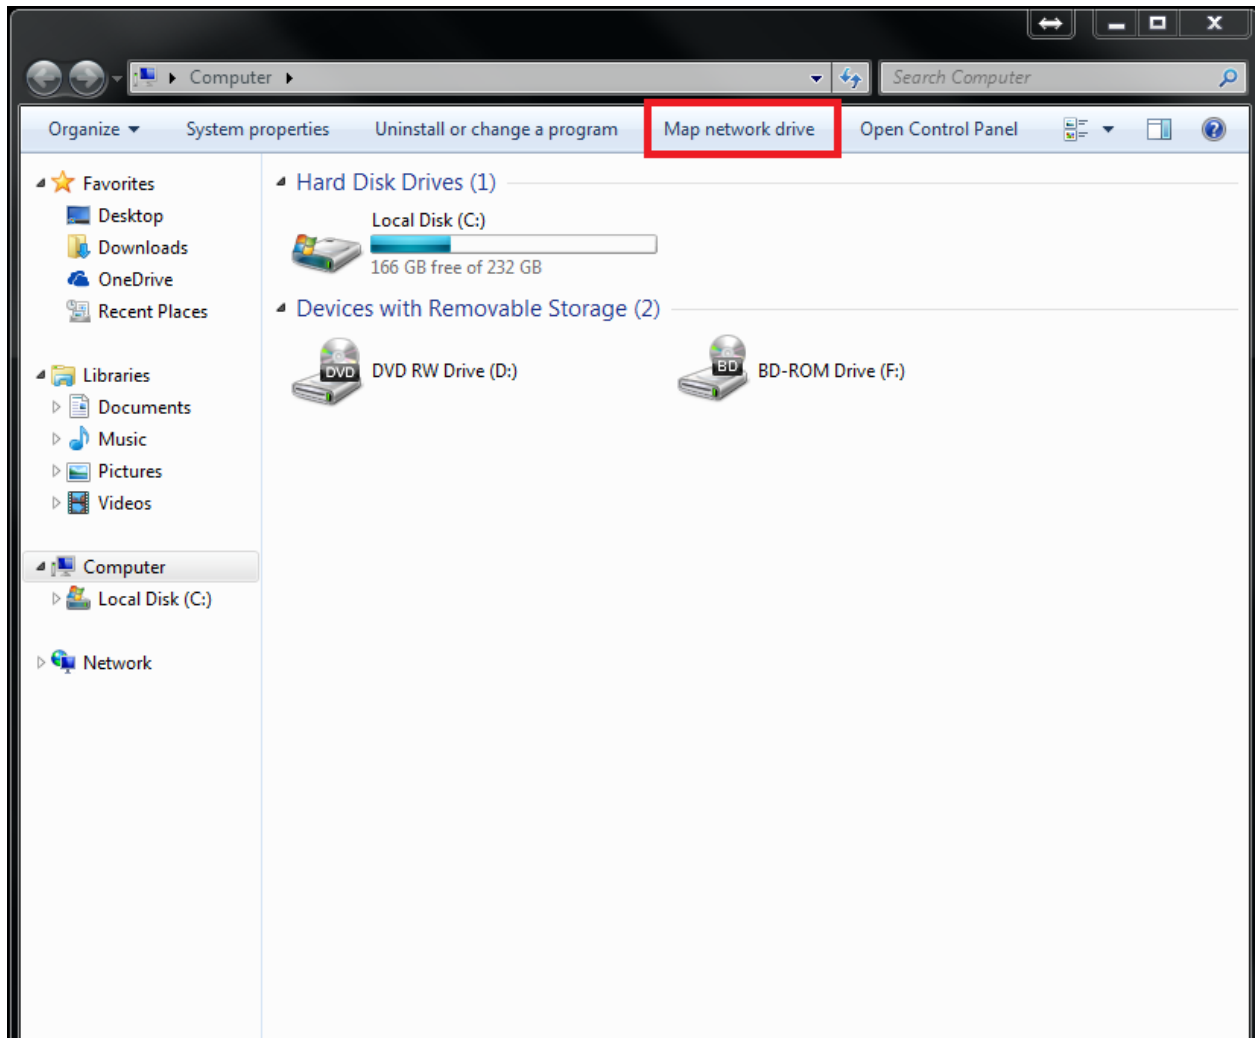 Computer
Search Computer
Organize System properties Uninstall or change a program Map network drive Open Control Panel
Favorites
Desktop
Downloads
OneDrive
Recent Places
Libraries
Documents
Music
Pictures
Videos
Computer
Local Disk (C:)
Network
Hard Disk Drives (1)
Local Disk (C:)
166 GB free of 232 GB
Devices with Removable Storage (2)
DVD
DVD RW Drive (D:)
BD
BD-ROM Drive (F:)